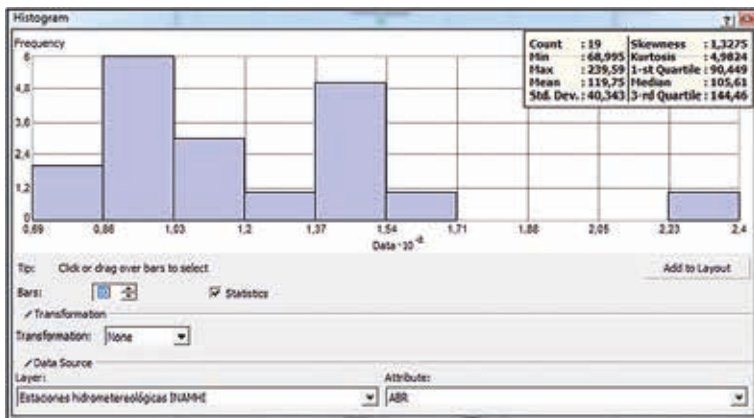 Histogram
Frequency
Count : 19 Skewness : 1,3275
Min : 68,995 Kurtosis : 4,9824
Max : 239,59 1-st Quartile : 90,449
Mean : 119,75 Median : 105,61
Std. Dev. : 40,343 3-rd Quartile : 144,46
6
4,8
3,6
2,4
1,2
0
0,69 0,86 1,03 1,2 1,37 1,54 1,71 1,88 2,05 2,23 2,4
Tip: Click or drag over bars to select
Add to Layout
Bars:
Statistics
Transformation
Transformation: None
Data Source
Layer: Attribute:
Estaciones hidrometereológicas INAMHI ABR